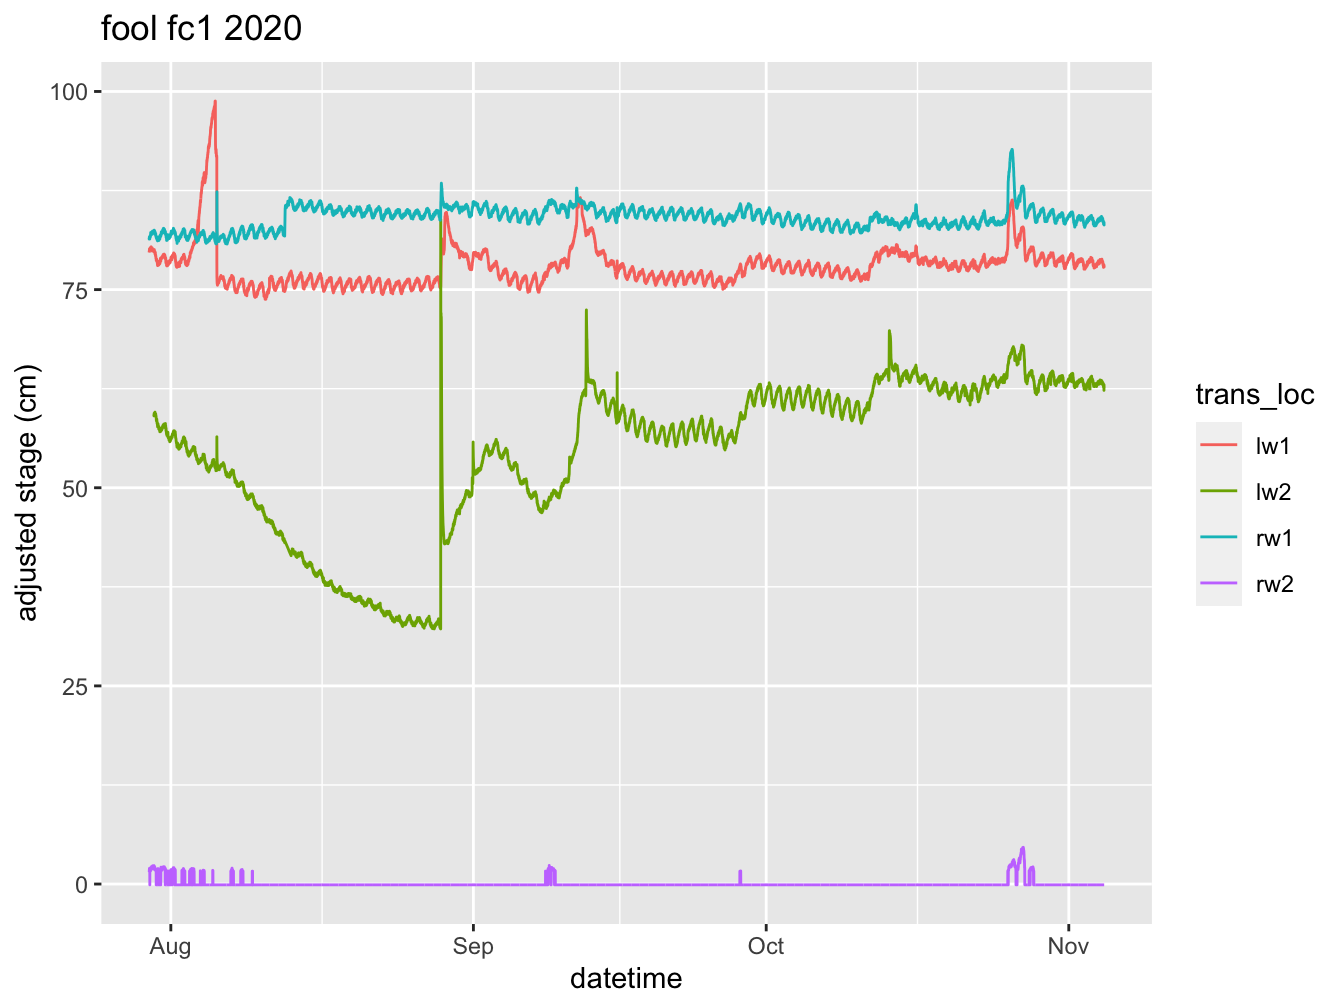 fool fc1 2020
adjusted stage (cm)
100
75
50
25
0
Aug
Sep
Oct
Nov
datetime
trans_loc
lw1
lw2
rw1
rw2